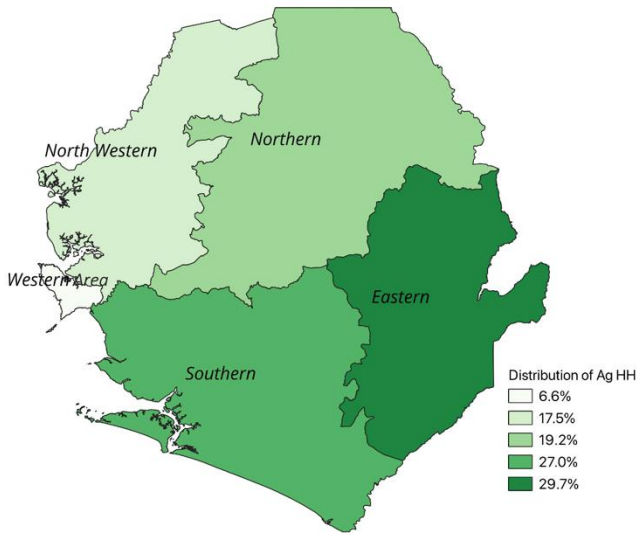 Northern
North Western
Western Area
Eastern
Southern
Distribution of Ag HH
6.6%
17.5%
19.2%
27.0%
29.7%